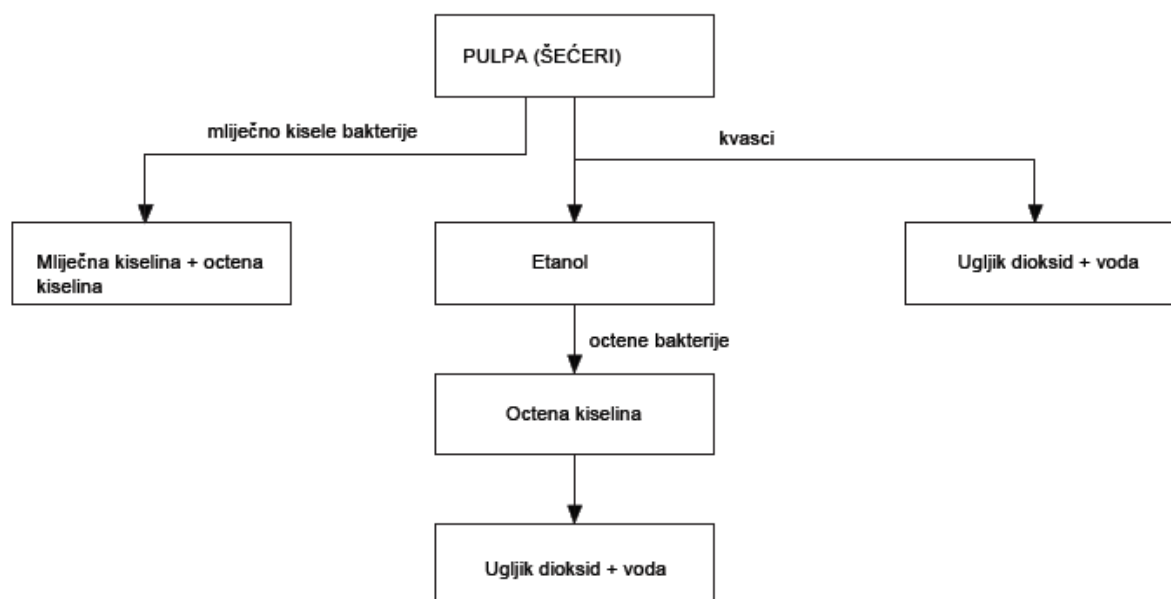 PULPA (ŠEĆERI)
mliječno kisele bakterije
kvasci
Mliječna kiselina + octena
kiselina
Etanol
Ugljik dioksid + voda
octene bakterije
Octena kiselina
Ugljik dioksid + voda